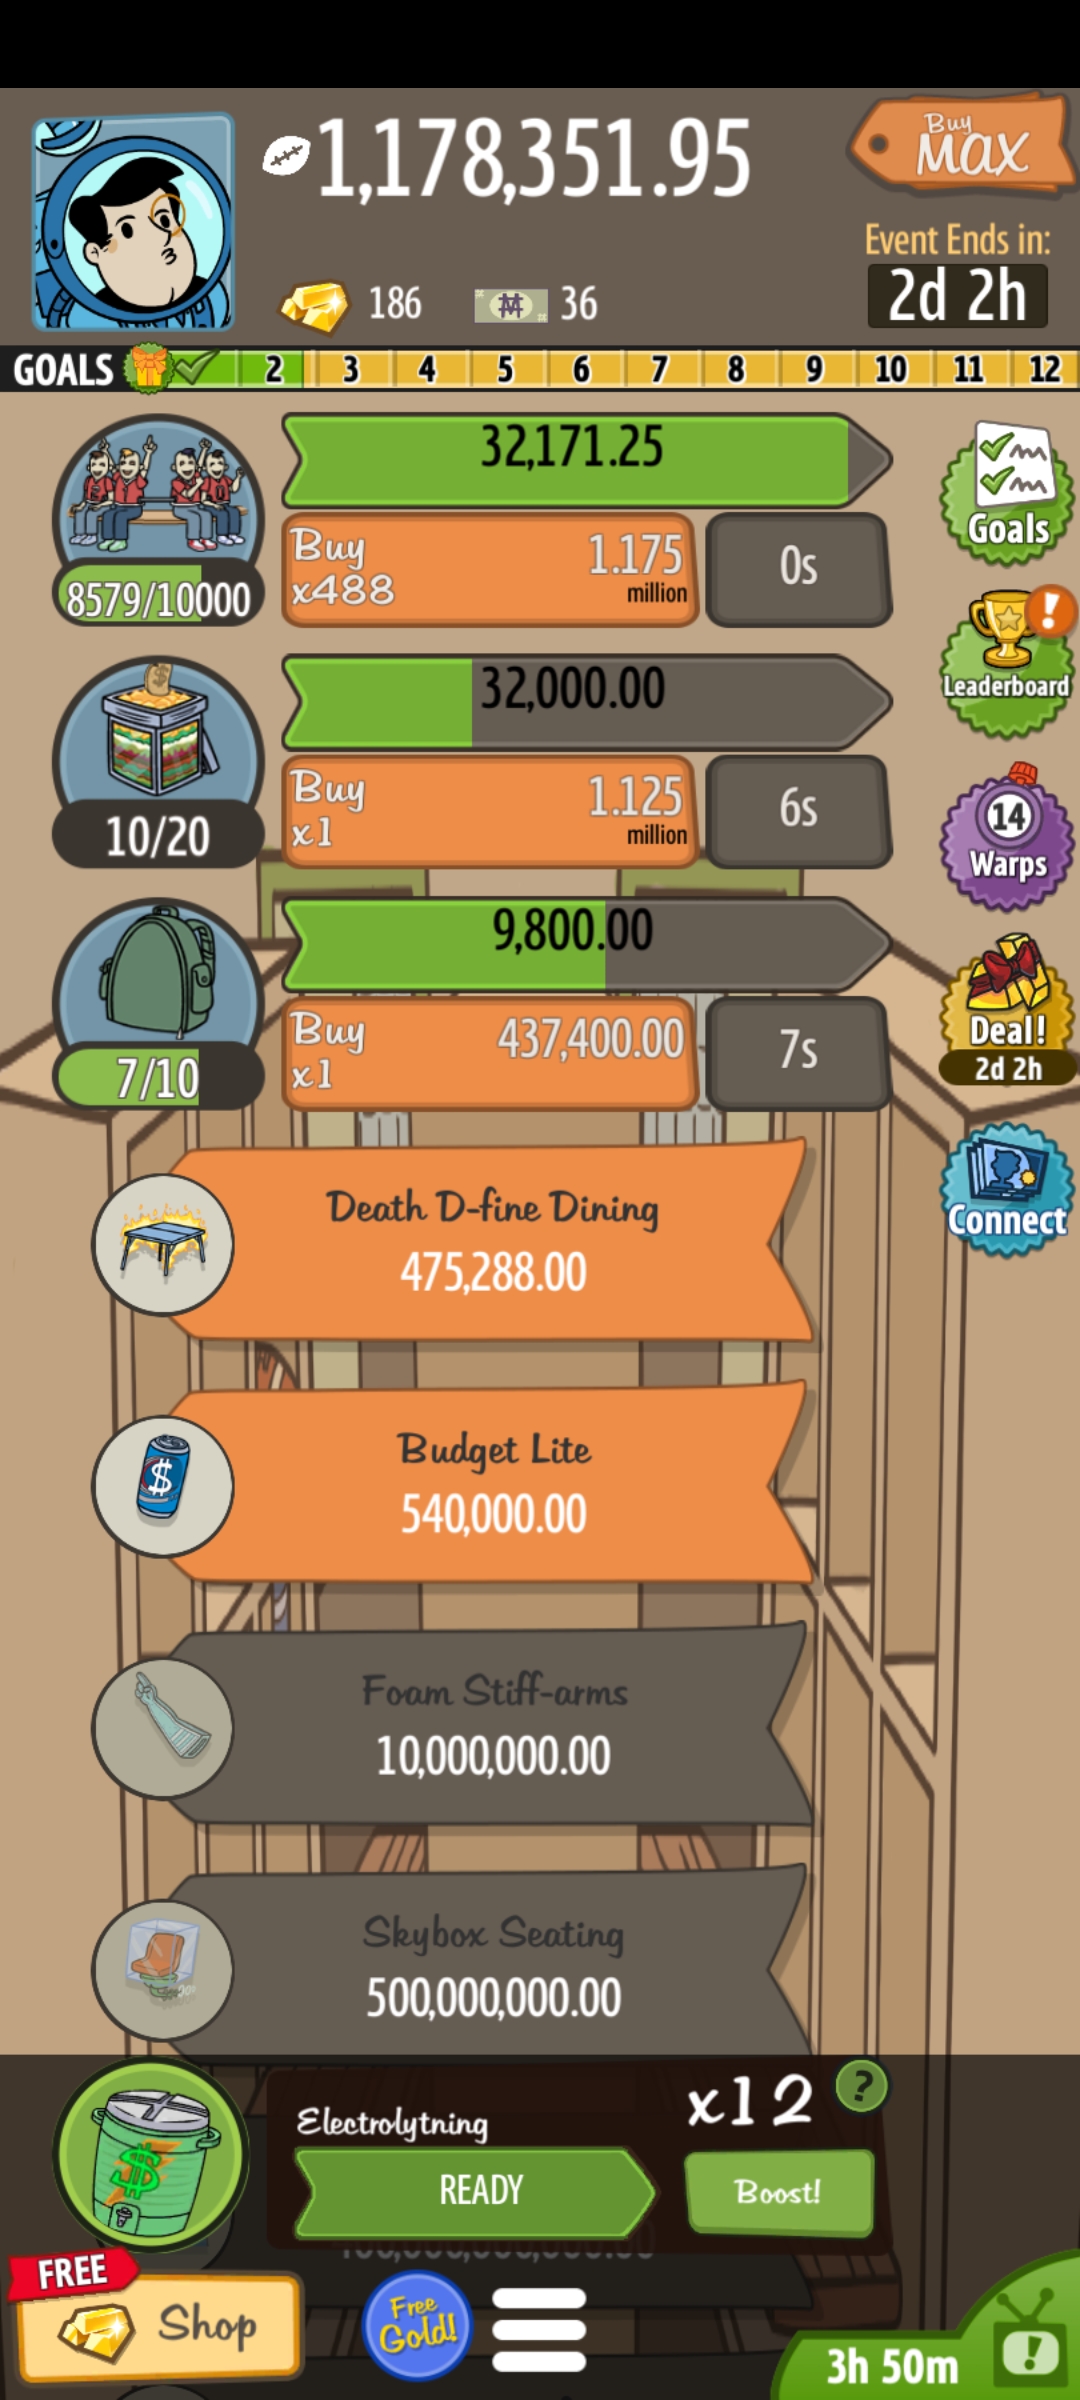 1,178,351.95
Buy
MAX
Event Ends in:
2d 2h
186
36
GOALS 2 3 4 5 6 7 8 9 10 11 12
32,171.25
Buy
x488
1.175
million
0s
8579/10000
Goals
32,000.00
Buy
x1
1.125
million
6s
10/20
!
Leaderboard
14
Warps
9,800.00
Buy
x1
437,400.00
7s
7/10
Deal!
2d 2h
Death D-fine Dining
475,288.00
Connect
Budget Lite
540,000.00
Foam Stiff-arms
10,000,000.00
Skybox Seating
500,000,000.00
Electrolytning
x12
?
READY
Boost!
FREE
Shop
Free
Gold!
3h 50m
!